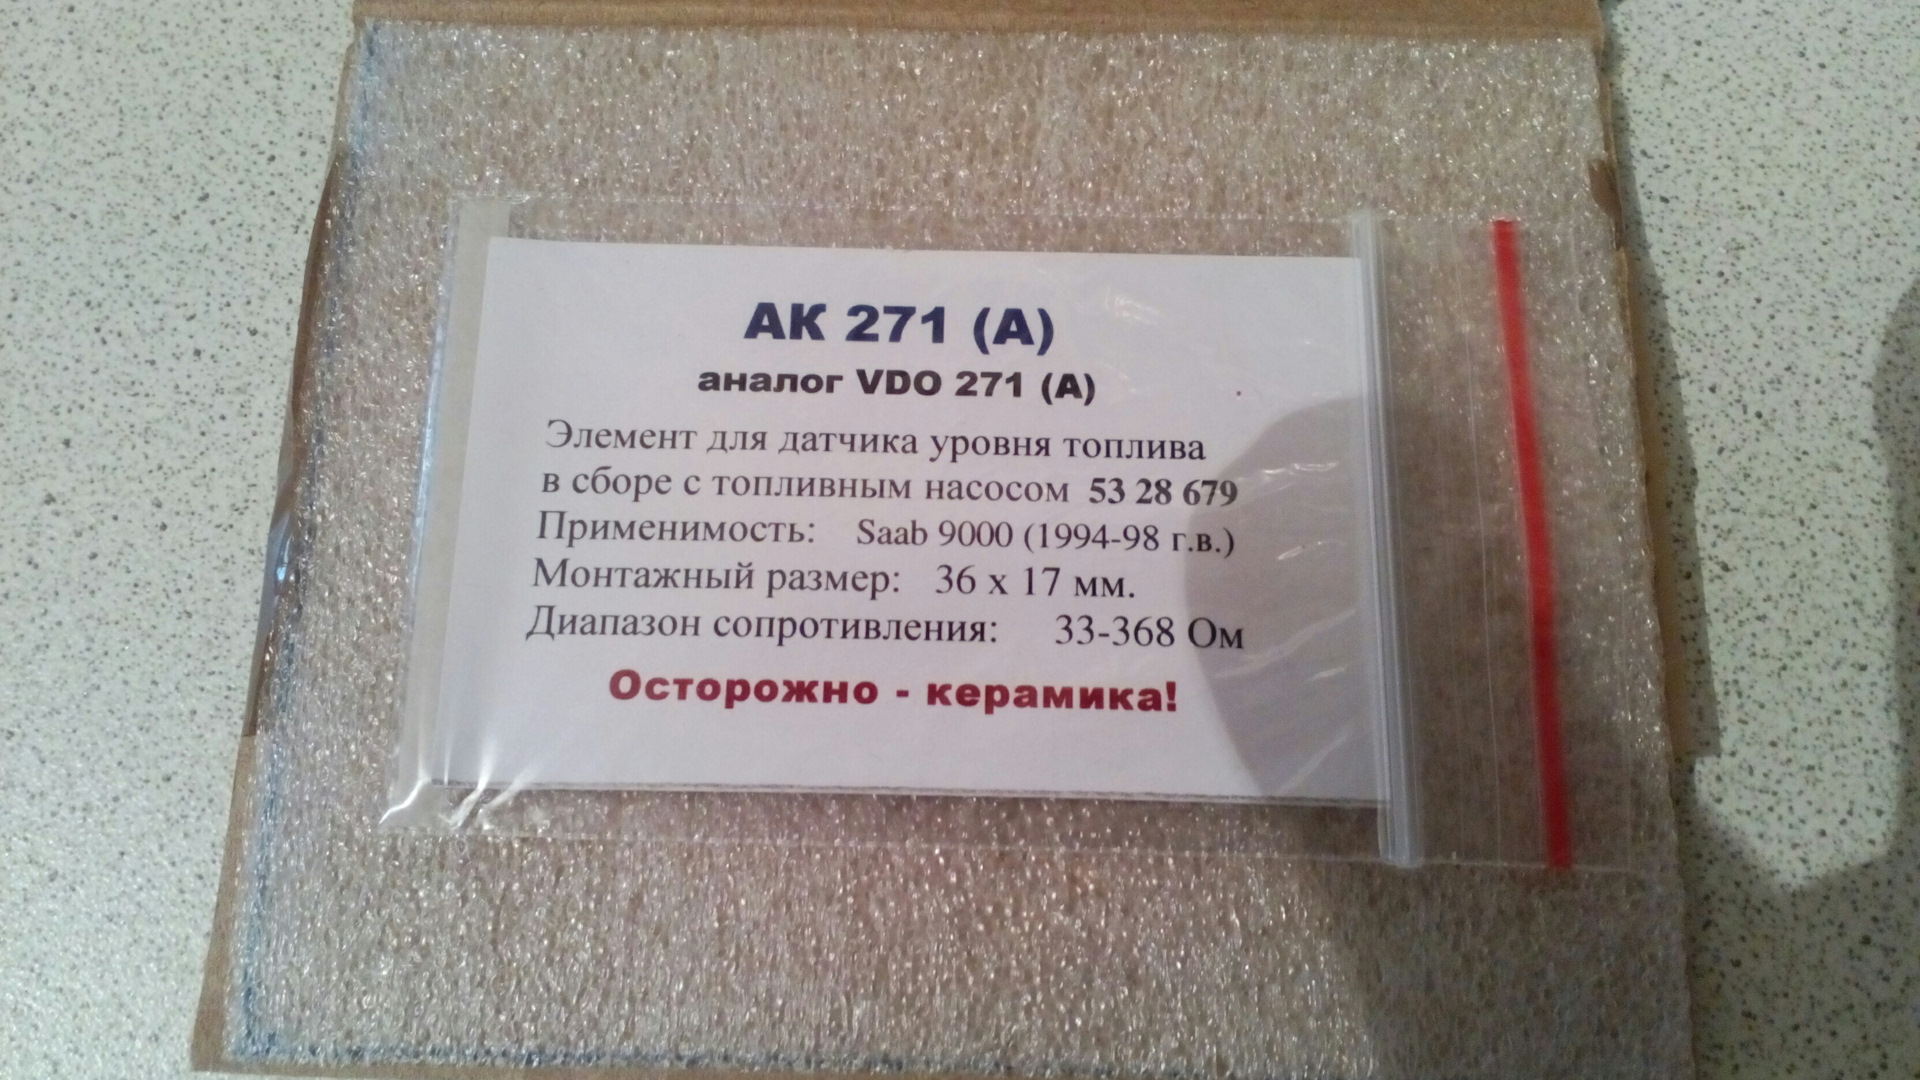 АК 271 (А)
аналог VDO 271 (А)
Элемент для датчика уровня топлива
в сборе с топливным насосом 53 28 679
Применимость: Saab 9000 (1994-98 г.в.)
Монтажный размер: 36 x 17 мм.
Диапазон сопротивления: 33-368 Ом
Осторожно - керамика!